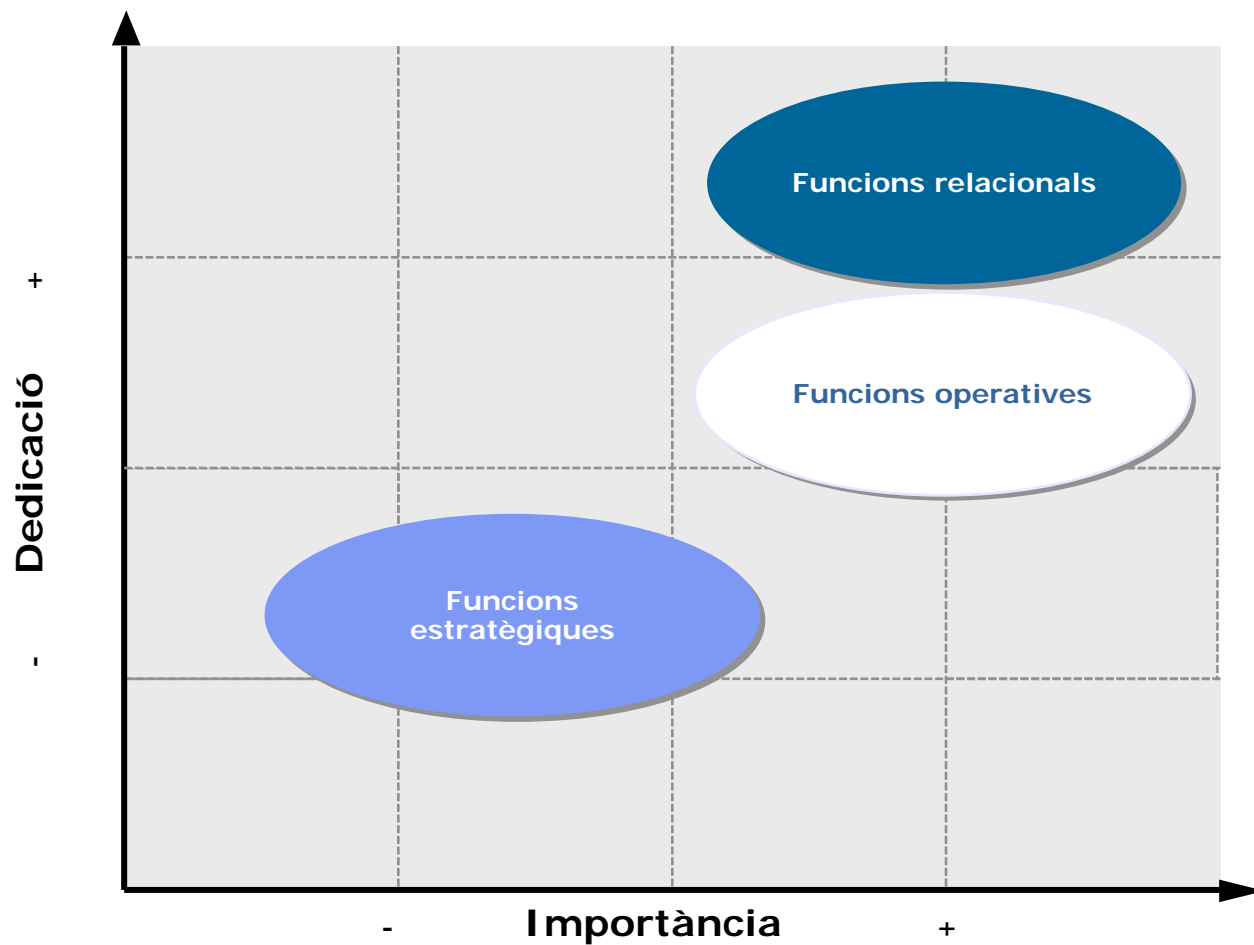 Funcions relacionals
+
Funcions operatives
Dedicació
Funcions
estratègiques
-
- Importància +